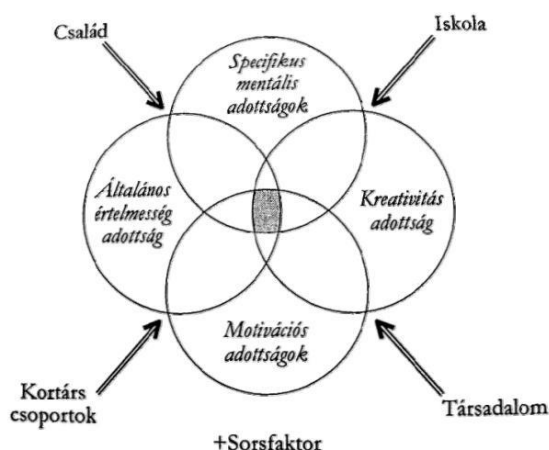 Család
Iskola
Specifikus
mentális
adottságok
Általános
értelmesség
adottság
Kreativitás
adottság
Motivációs
adottságok
Kortárs
csoportok
Társadalom
+Sorsfaktor